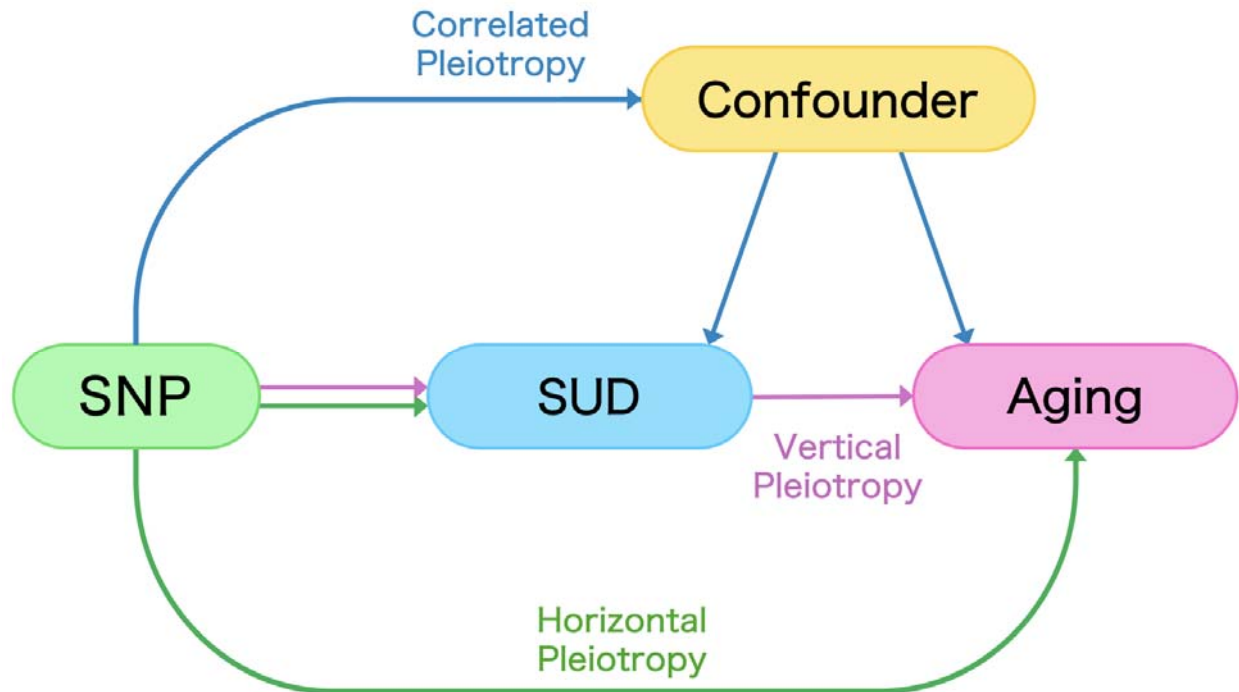 Correlated
Pleiotropy
Confounder
SNP
SUD
Aging
Vertical
Pleiotropy
Horizontal
Pleiotropy